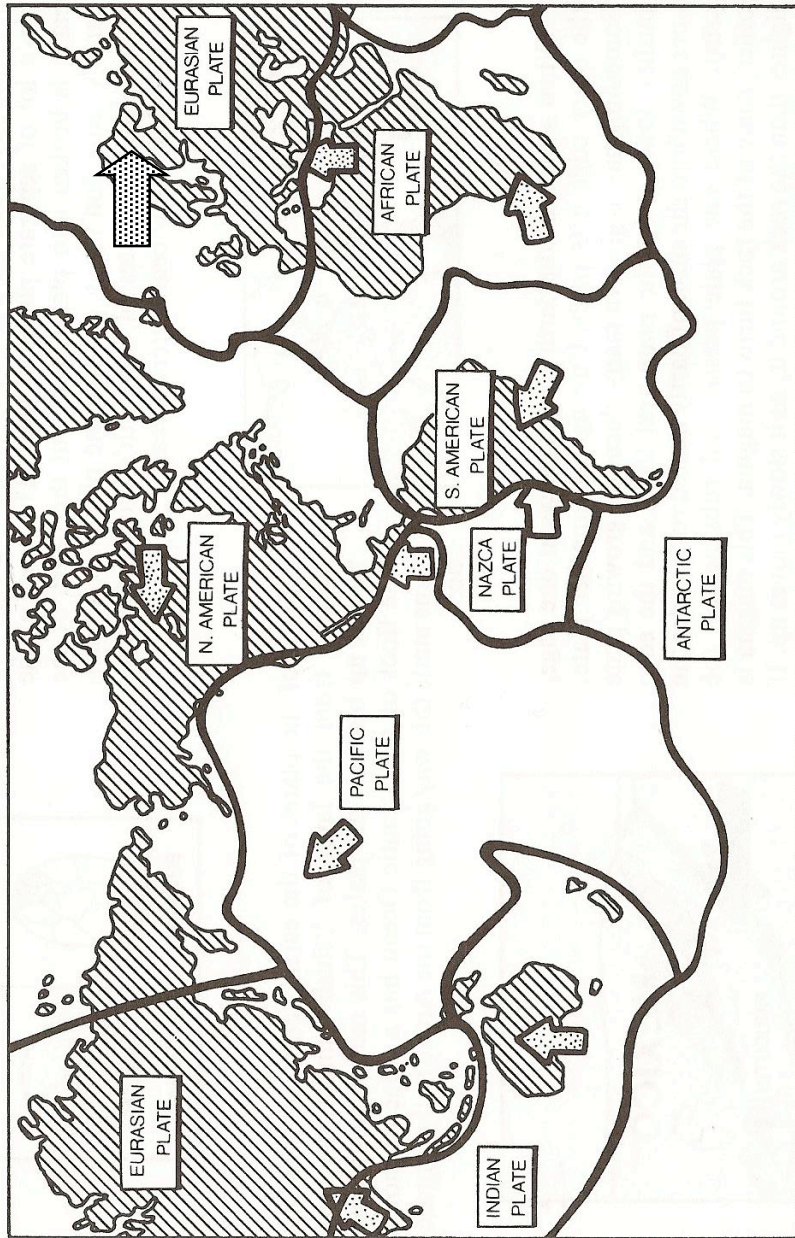 EURASIAN
PLATE
N. AMERICAN
PLATE
EURASIAN
PLATE
PACIFIC
PLATE
AFRICAN
PLATE
INDIAN
PLATE
NAZCA
PLATE
S. AMERICAN
PLATE
ANTARCTIC
PLATE